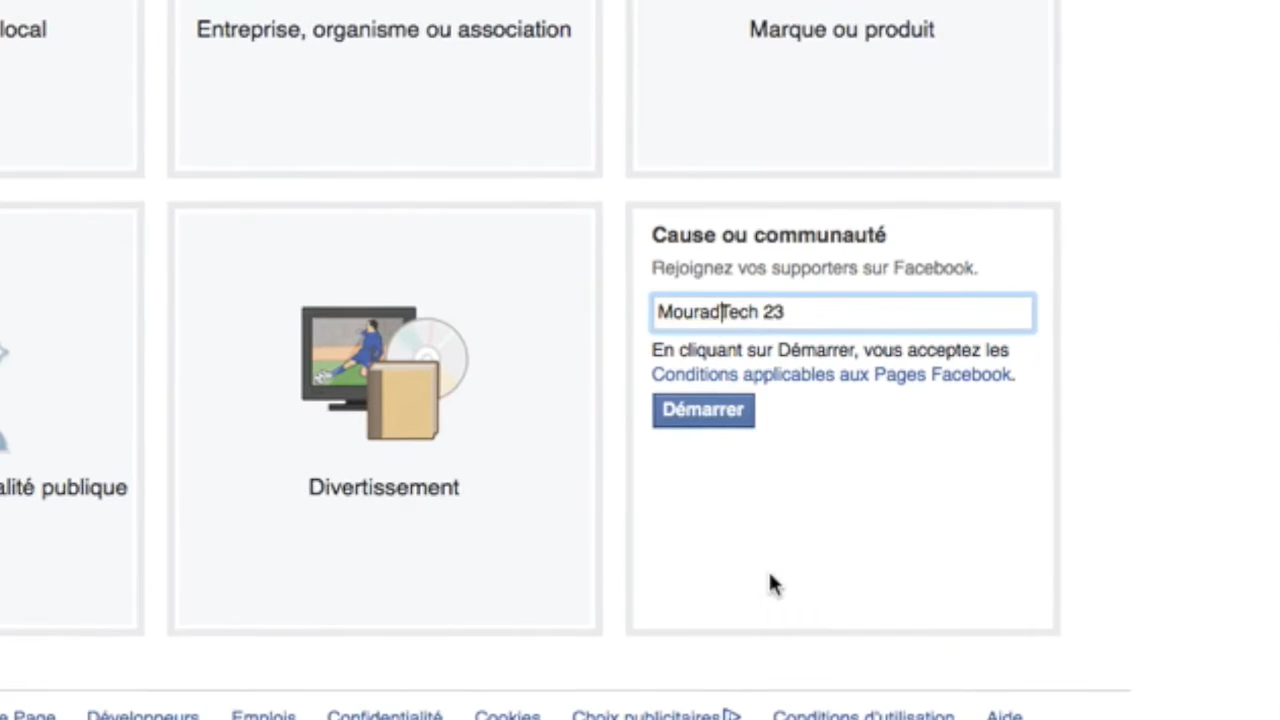 local
Entreprise, organisme ou association
Marque ou produit
Cause ou communauté
Rejoignez vos supporters sur Facebook.
MouradTech 23
En cliquant sur Démarrer, vous acceptez les
Conditions applicables aux Pages Facebook.
Démarrer
alité publique
Divertissement
e Page Développeurs Emplois Confidentialité Cookies Choix publicitaires Conditions d'utilisation Aide